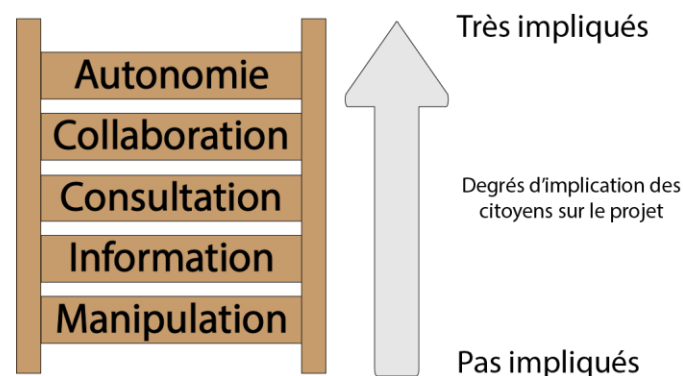 Très impliqués
Autonomie
Collaboration
Consultation
Information
Manipulation
Degrés d'implication des
citoyens sur le projet
Pas impliqués